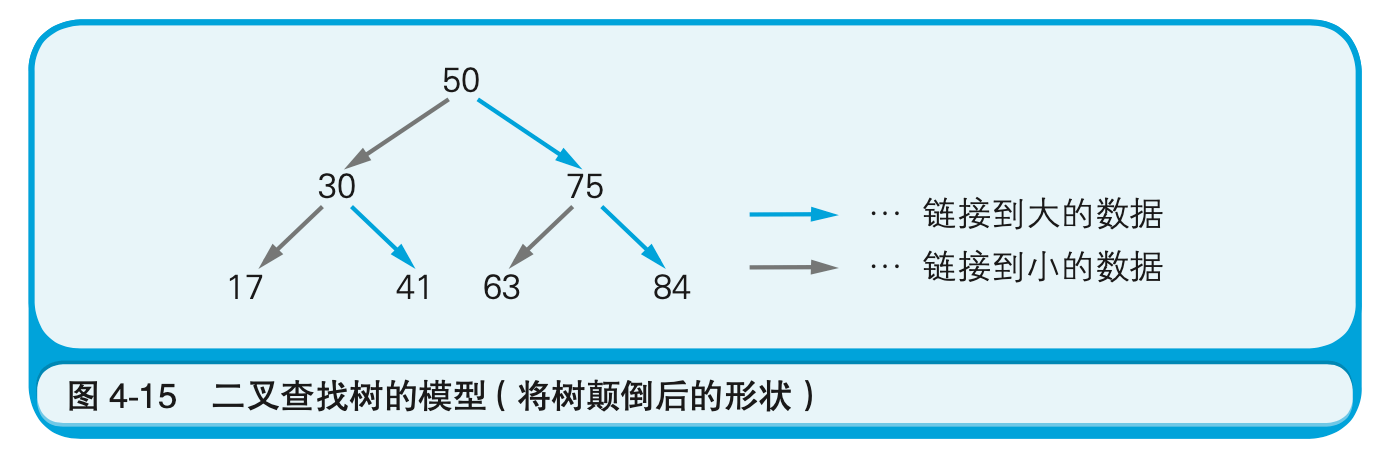 50
30 75
17 41 63 84
… 链接到大的数据
… 链接到小的数据
图 4-15 二叉查找树的模型（将树颠倒后的形状）